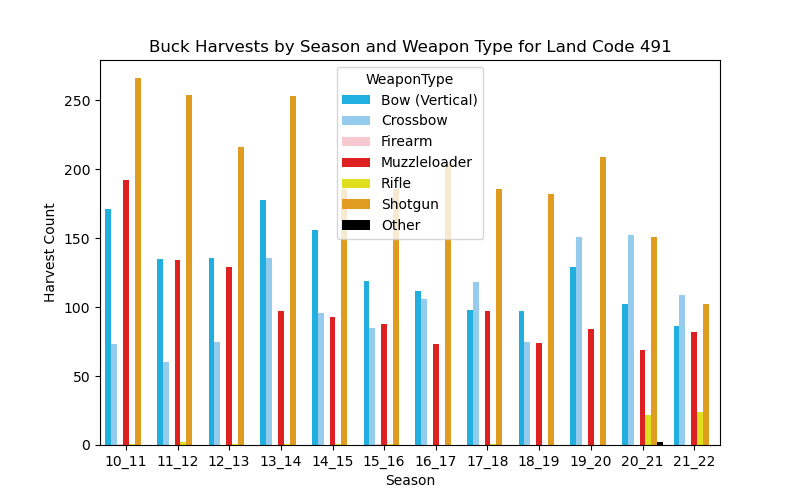 Buck Harvests by Season and Weapon Type for Land Code 491
WeaponType
Bow (Vertical)
Crossbow
Firearm
Muzzleloader
Rifle
Shotgun
Other
Harvest Count
250
200
150
100
50
0
10_11 11_12 12_13 13_14 14_15 15_16 16_17 17_18 18_19 19_20 20_21 21_22
Season